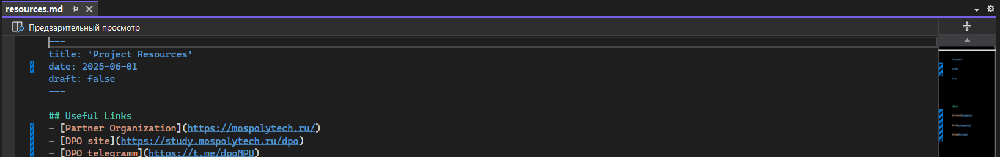 resources.md
Предварительный просмотр
---
title: 'Project Resources'
date: 2025-06-01
draft: false
---
## Useful Links
- [Partner Organization](https://mospolytech.ru/)
- [DPO site](https://study.mospolytech.ru/dpo)
- [DPO telegramm](https://t.me/dpoMPU)